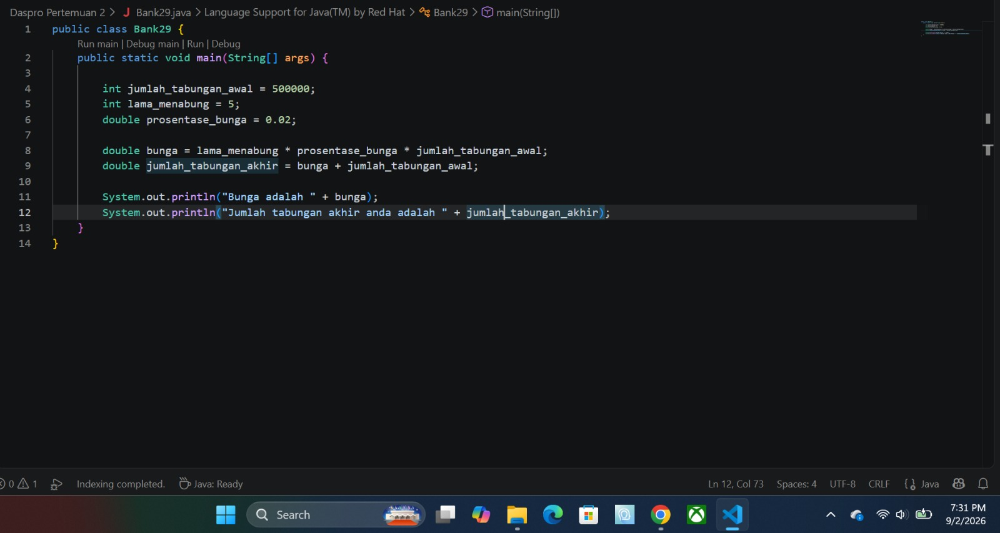 Daspro Pertemuan 2 > J Bank29.java > Language Support for Java(TM) by Red Hat > Bank29 > main(String[])
1 public class Bank29 {
Run main | Debug main | Run | Debug
2 public static void main(String[] args) {
3
4 int jumlah_tabungan_awal = 500000;
5 int lama_menabung = 5;
6 double prosentase_bunga = 0.02;
7
8 double bunga = lama_menabung * prosentase_bunga * jumlah_tabungan_awal;
9 double jumlah_tabungan_akhir = bunga + jumlah_tabungan_awal;
10
11 System.out.println("Bunga adalah " + bunga);
12 System.out.println("Jumlah tabungan akhir anda adalah " + jumlah_tabungan_akhir);
13 }
14 }
0 1 Indexing completed. Java: Ready Ln 12, Col 73 Spaces: 4 UTF-8 CRLF {} Java
Search
7:31 PM
9/2/2026